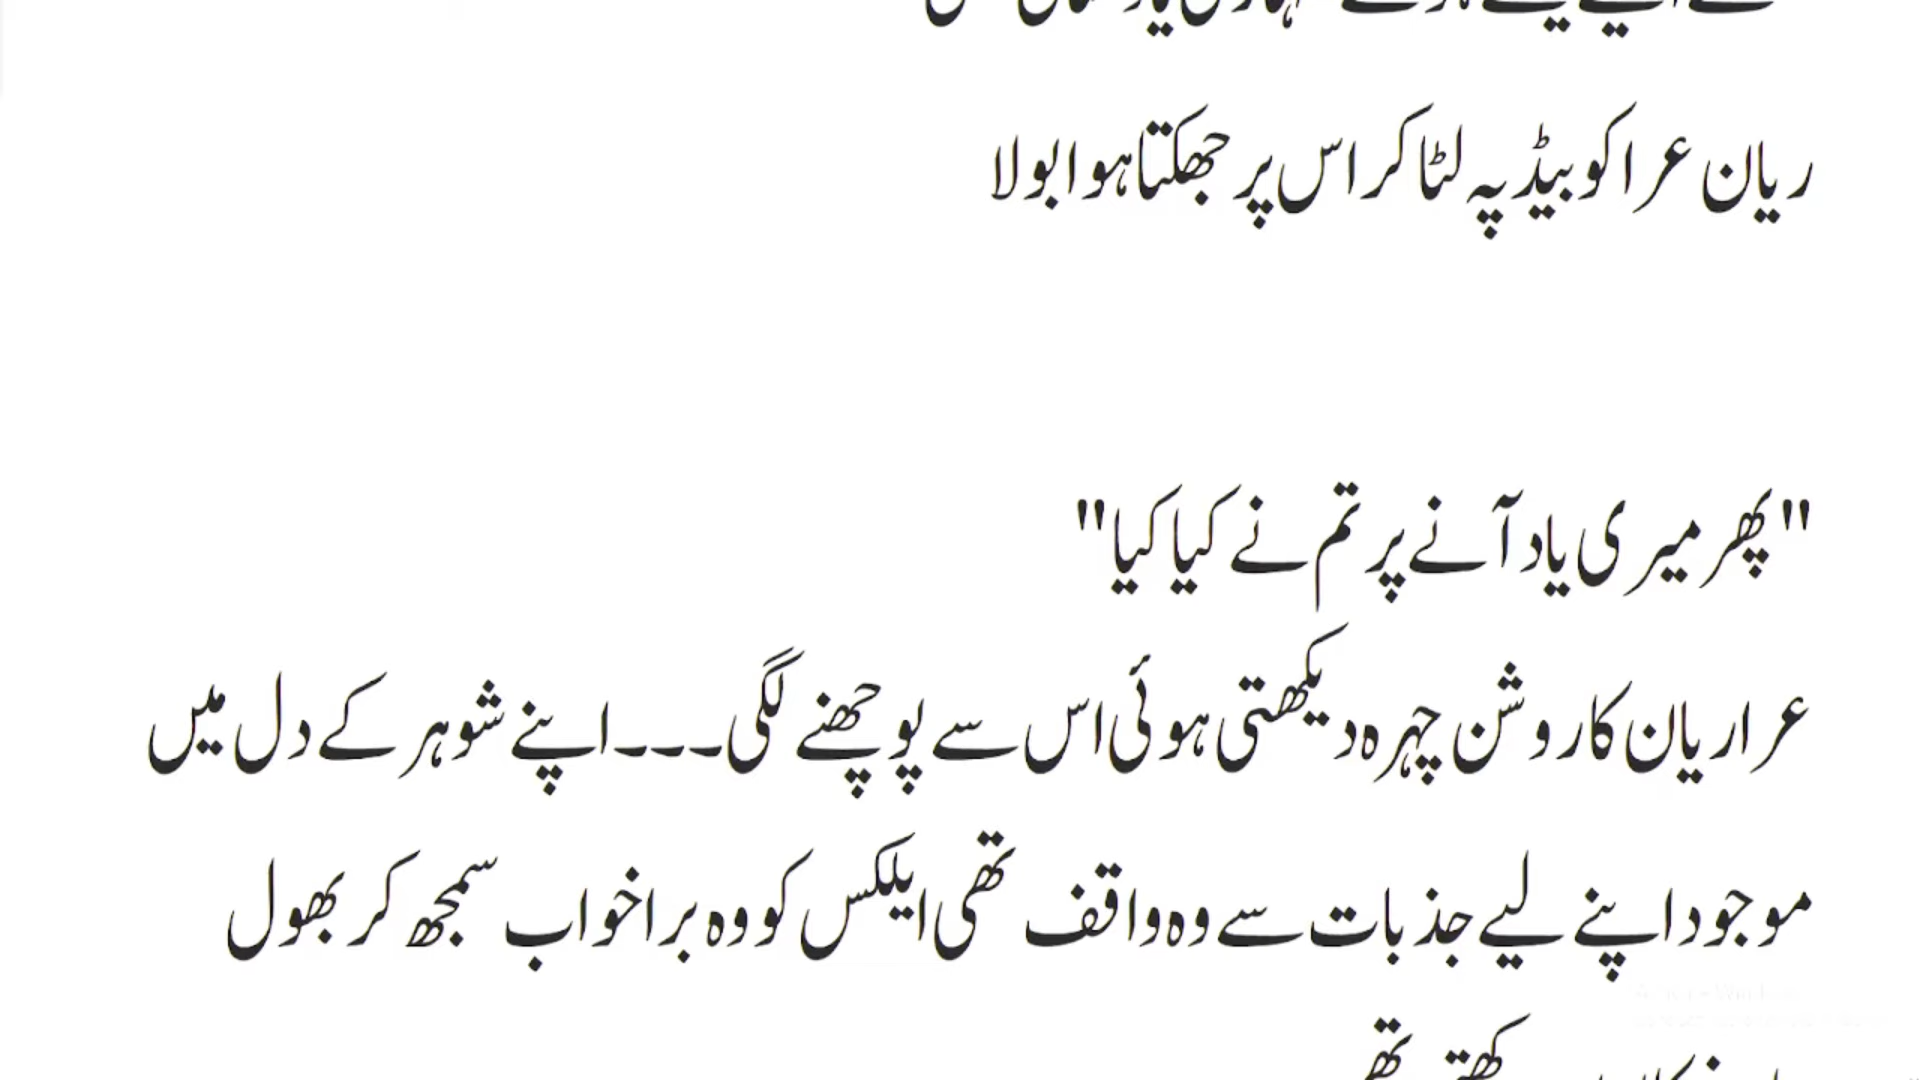 ریان عرا کو بیڈ پہ لٹا کر اس پر جھکتا ہوا بولا
"پھر میری یاد آنے پر تم نے کیا کیا"
عرا ریان کا روشن چہرہ دیکھتی ہوئی اس سے پوچھنے لگی۔۔۔ اپنے شوہر کے دل میں
موجود اپنے لیے جذبات سے وہ واقف تھی ایلکس کو وہ برا خواب سمجھ کر بھول